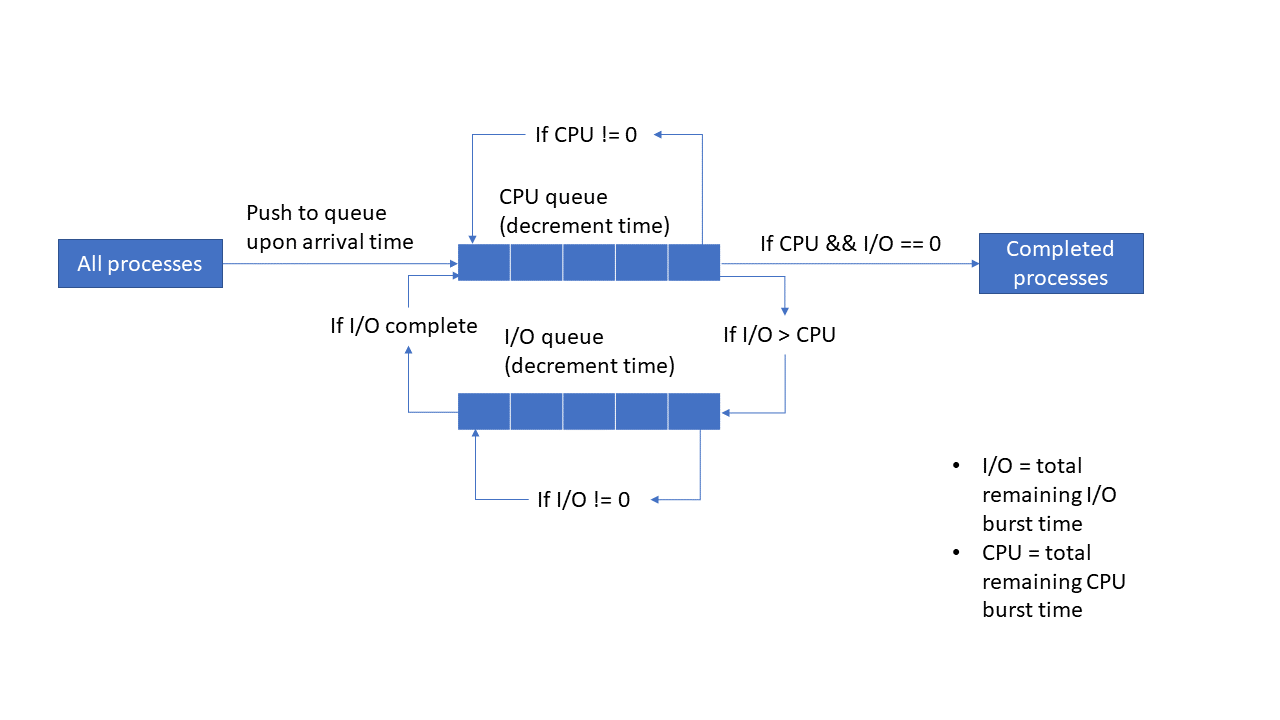 If CPU != 0
CPU queue
(decrement time)
Push to queue
upon arrival time
All processes
If CPU && I/O == 0
Completed
processes
If I/O complete
I/O queue
(decrement time)
If I/O > CPU
If I/O != 0
• I/O = total
remaining I/O
burst time
• CPU = total
remaining CPU
burst time